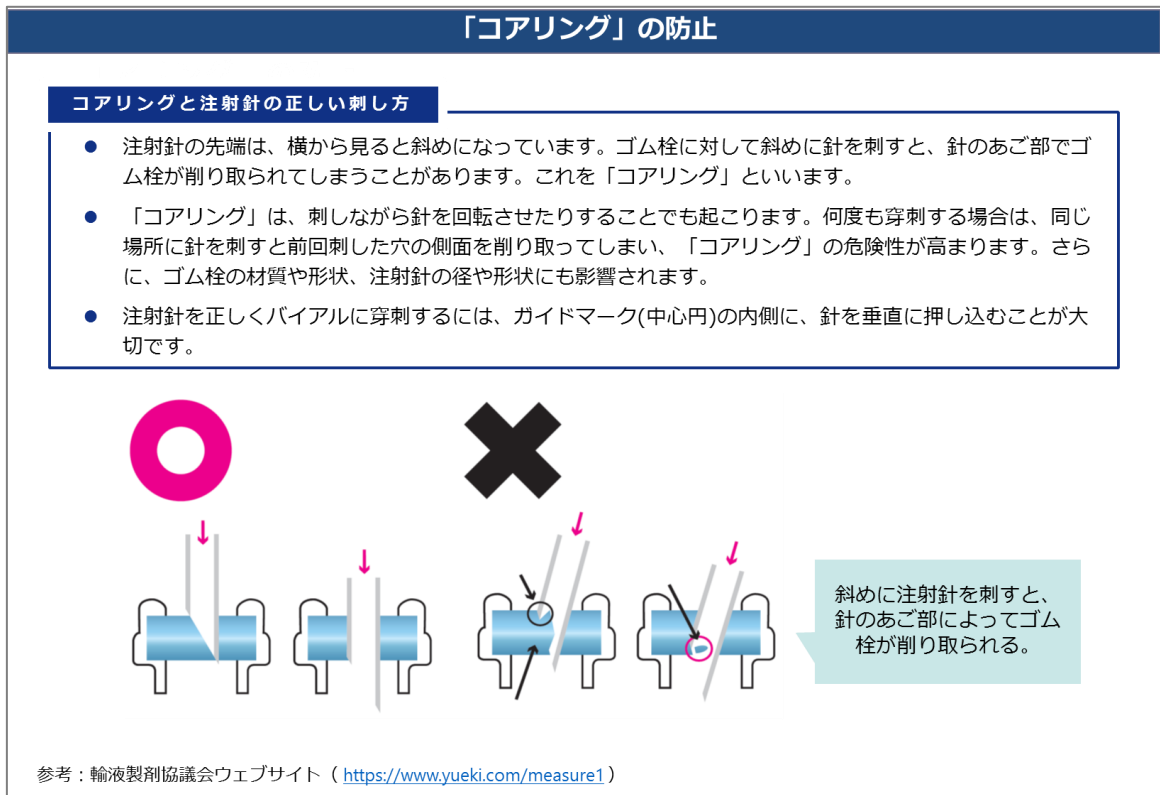 「コアリング」の防止
コアリングと注射針の正しい刺し方
● 注射針の先端は、横から見ると斜めになっています。ゴム栓に対して斜めに針を刺すと、針のあご部でゴ
ム栓が削り取られてしまうことがあります。これを「コアリング」といいます。
● 「コアリング」は、刺しながら針を回転させたりすることでも起こります。何度も穿刺する場合は、同じ
場所に針を刺すと前回刺した穴の側面を削り取ってしまい、「コアリング」の危険性が高まります。さら
に、ゴム栓の材質や形状、注射針の径や形状にも影響されます。
● 注射針を正しくバイアルに穿刺するには、ガイドマーク(中心円)の内側に、針を垂直に押し込むことが大
切です。
斜めに注射針を刺すと、
針のあご部によってゴム
栓が削り取られる。
参考：輸液製剤協議会ウェブサイト（ https://www.yueki.com/measure1 ）